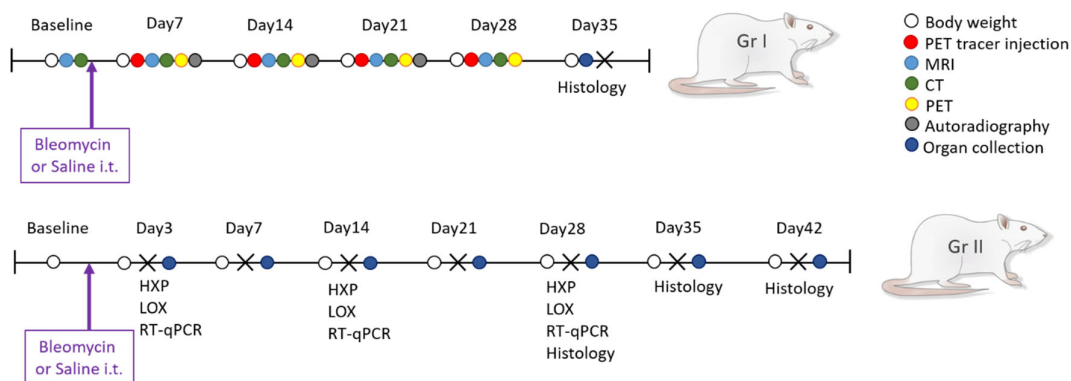 Baseline Day7 Day14 Day21 Day28 Day35
Histology
Bleomycin
or Saline i.t.
Gr I
Body weight
PET tracer injection
MRI
CT
PET
Autoradiography
Organ collection
Baseline Day3 Day7 Day14 Day21 Day28 Day35 Day42
HXP
LOX
RT-qPCR
HXP
LOX
RT-qPCR
HXP
LOX
RT-qPCR
Histology
Histology
Histology
Bleomycin
or Saline i.t.
Gr II